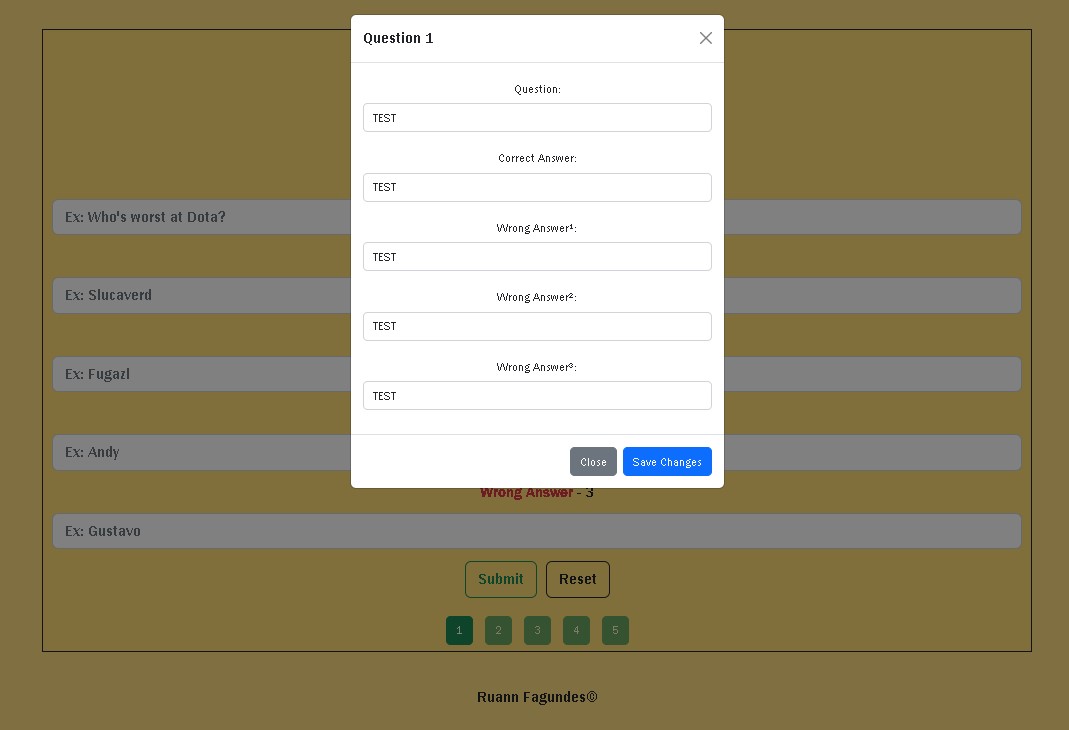 Question 1
Question:
TEST
Correct Answer:
TEST
Wrong Answer¹:
TEST
Wrong Answer²:
TEST
Wrong Answer³:
TEST
Close Save Changes
Ex: Who's worst at Dota?
Ex: Slucaverd
Ex: Fugazl
Ex: Andy
Wrong Answer - 3
Ex: Gustavo
Submit Reset
1 2 3 4 5
Ruann Fagundes©